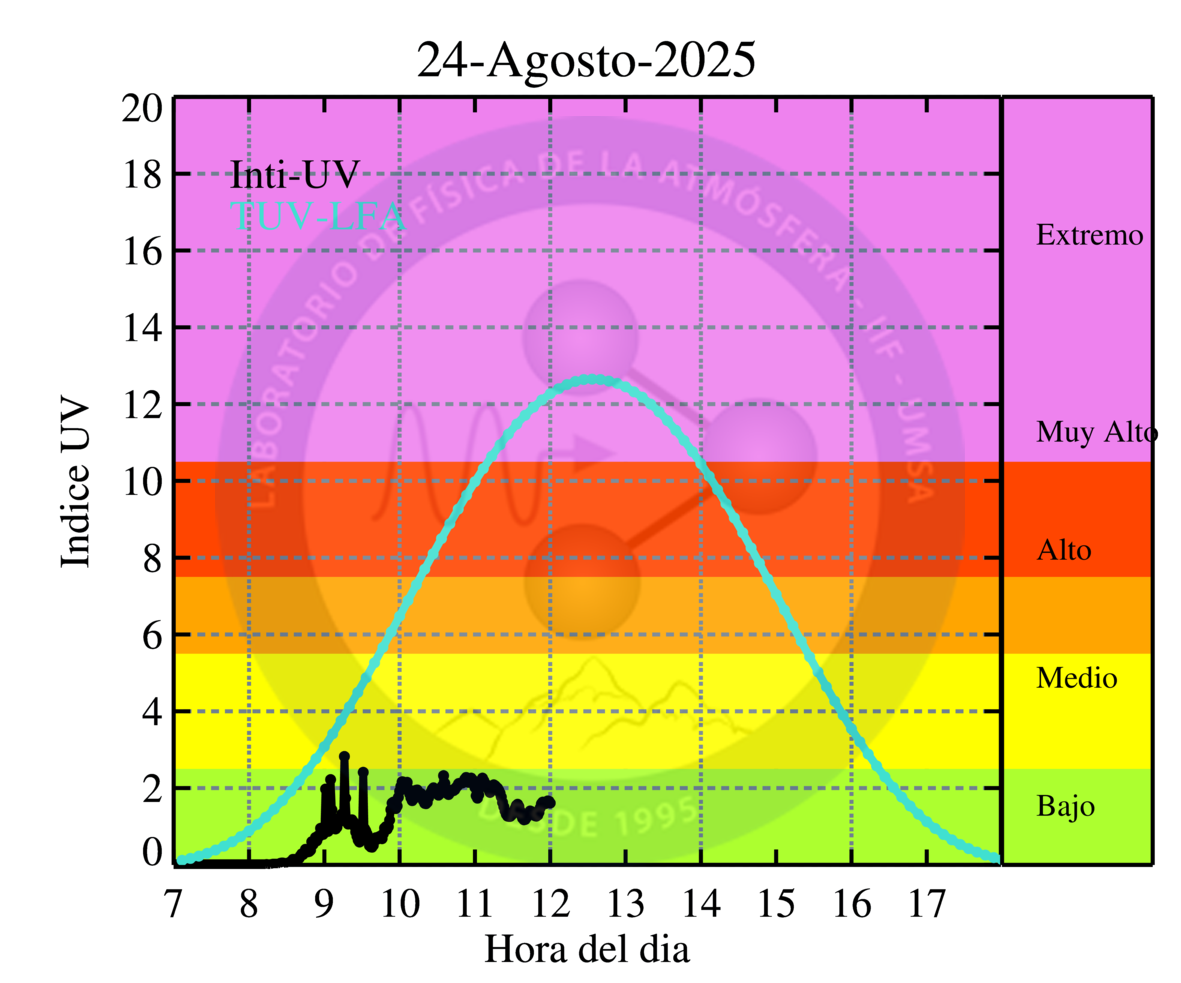 24-Agosto-2025
20
18
16
14
12
10
8
6
4
2
0
Indice UV
Inti-UV
TUV-LFA
LABORATORIO DE FÍSICA DE LA ATMÓSFERA - IIF - UMSA
DESDE 1995
Extremo
Muy Alto
Alto
Medio
Bajo
7 8 9 10 11 12 13 14 15 16 17
Hora del dia